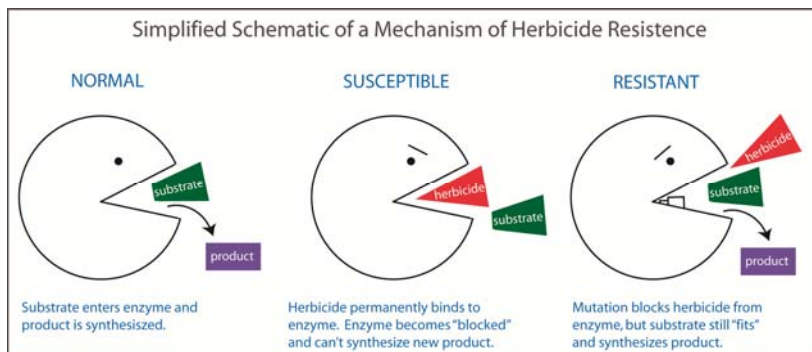 Simplified Schematic of a Mechanism of Herbicide Resistence
NORMAL
substrate
product
Substrate enters enzyme and
product is synthesiszed.
SUSCEPTIBLE
herbicide
substrate
Herbicide permanently binds to
enzyme. Enzyme becomes "blocked"
and can't synthesize new product.
RESISTANT
herbicide
substrate
product
Mutation blocks herbicide from
enzyme, but substrate still "fits"
and synthesizes product.